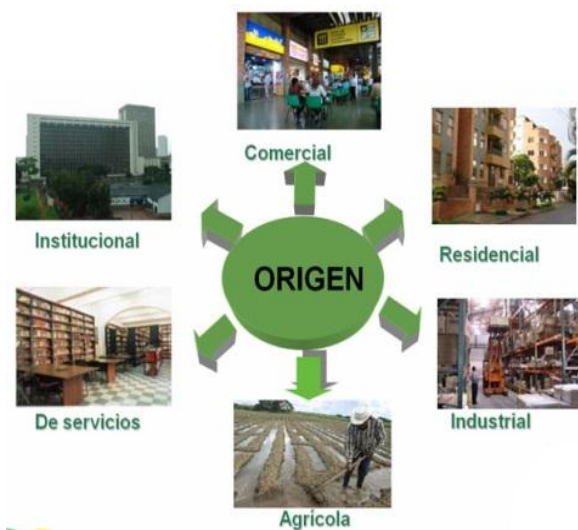 Comercial
Institucional
Residencial
ORIGEN
De servicios
Industrial
Agrícola